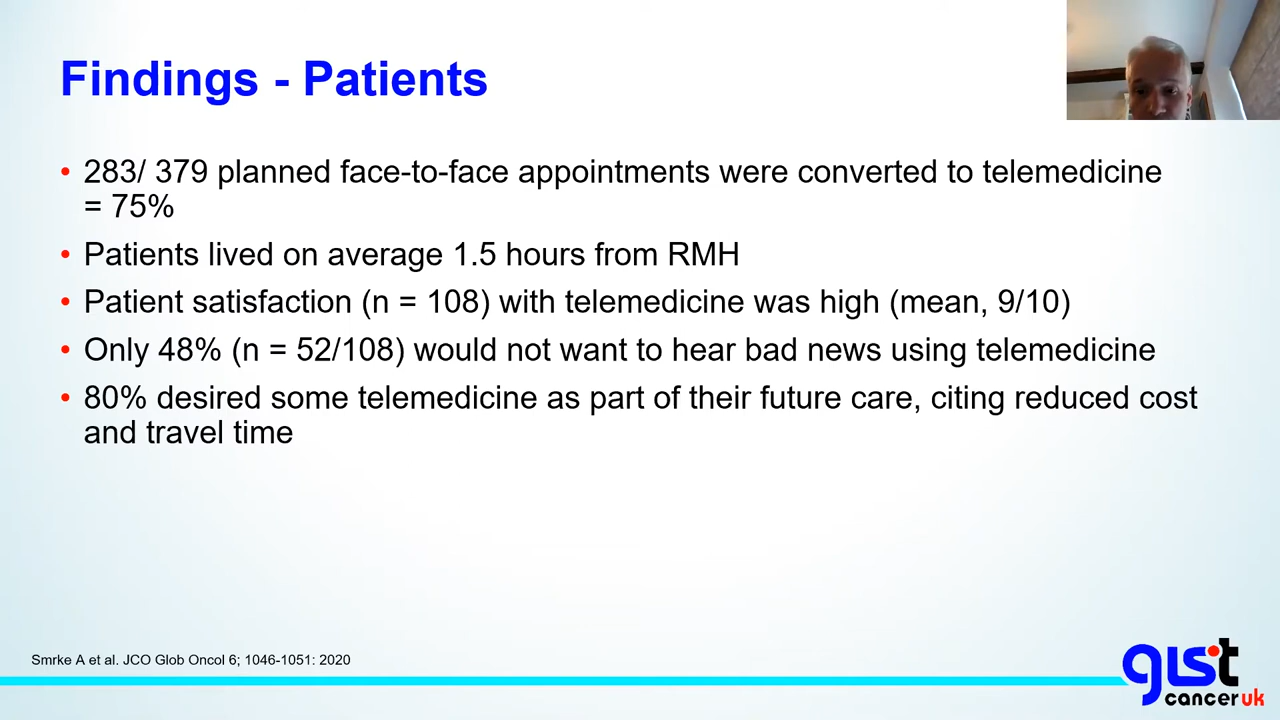 Findings - Patients
• 283/ 379 planned face-to-face appointments were converted to telemedicine
= 75%
• Patients lived on average 1.5 hours from RMH
• Patient satisfaction (n = 108) with telemedicine was high (mean, 9/10)
• Only 48% (n = 52/108) would not want to hear bad news using telemedicine
• 80% desired some telemedicine as part of their future care, citing reduced cost
and travel time
Smrke A et al. JCO Glob Oncol 6; 1046-1051: 2020
gist
cancer uk